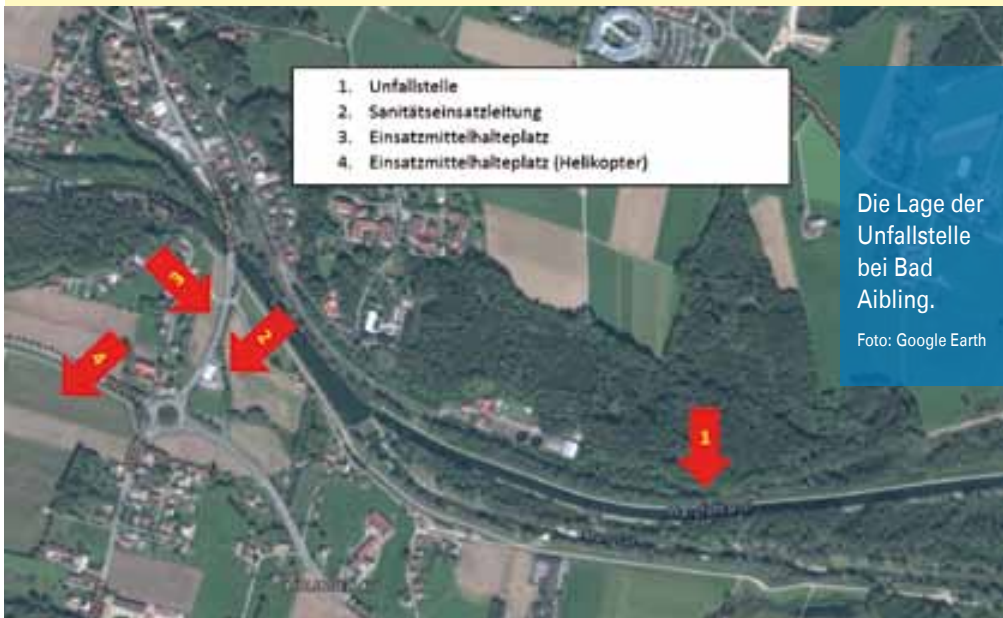 1. Unfallstelle
2. Sanitätseinsatzleitung
3. Einsatzmittelhalteplatz
4. Einsatzmittelhalteplatz (Helikopter)
Die Lage der
Unfallstelle
bei Bad
Aibling.
Foto: Google Earth
3
2
4
1